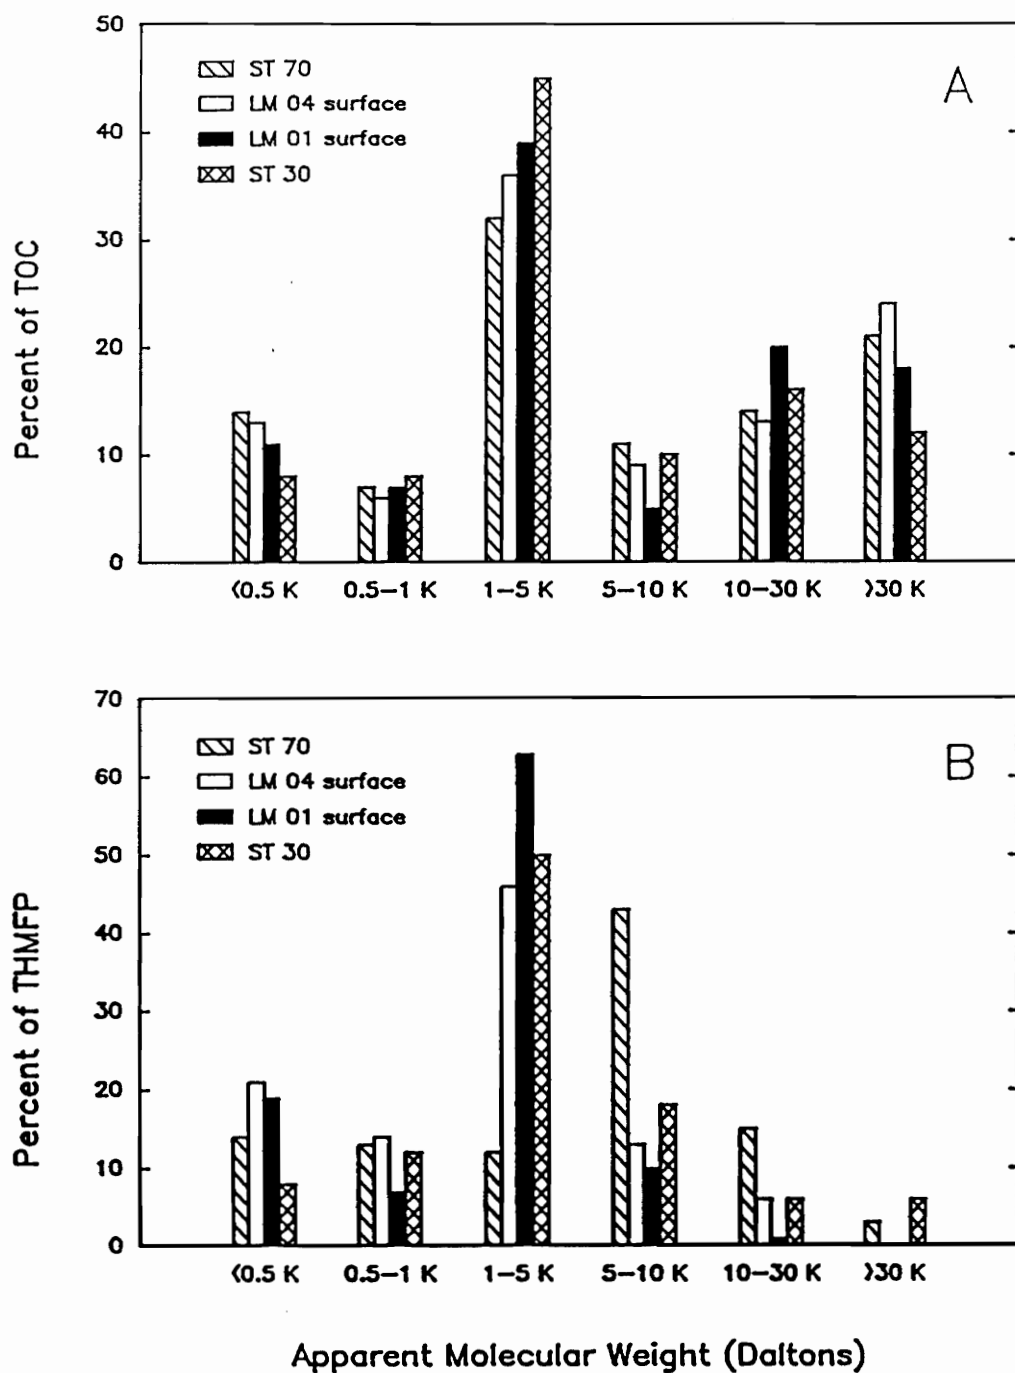 50
40
30
20
10
0
Percent of TOC
ST 70
LM 04 surface
LM 01 surface
ST 30
A
<0.5 K 0.5-1 K 1-5 K 5-10 K 10-30 K >30 K
70
60
50
40
30
20
10
0
Percent of THMFP
ST 70
LM 04 surface
LM 01 surface
ST 30
B
<0.5 K 0.5-1 K 1-5 K 5-10 K 10-30 K >30 K
Apparent Molecular Weight (Daltons)